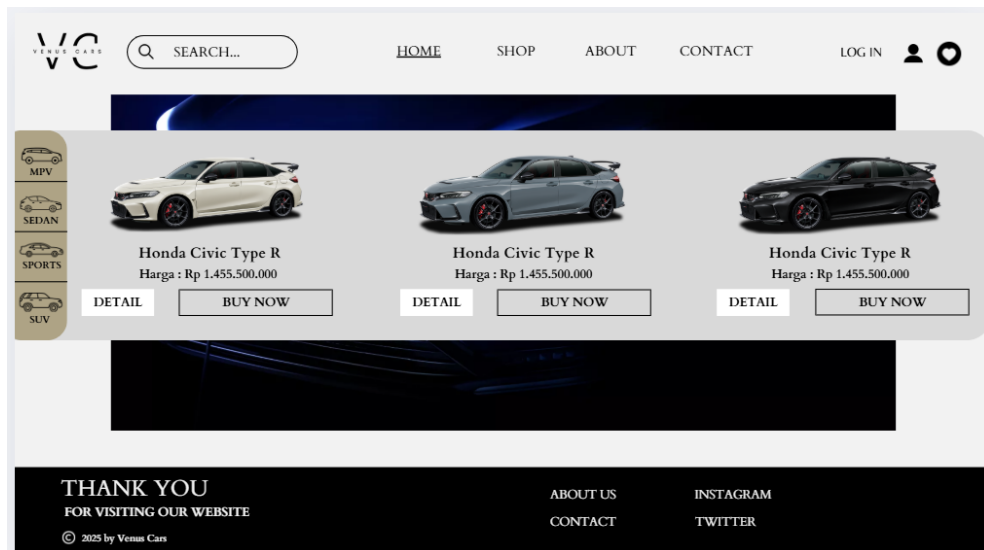 VC
VENUS CARS
SEARCH...
HOME SHOP ABOUT CONTACT
LOG IN
MPV
SEDAN
SPORTS
SUV
Honda Civic Type R
Harga : Rp 1.455.500.000
DETAIL BUY NOW
Honda Civic Type R
Harga : Rp 1.455.500.000
DETAIL BUY NOW
Honda Civic Type R
Harga : Rp 1.455.500.000
DETAIL BUY NOW
THANK YOU
FOR VISITING OUR WEBSITE
© 2025 by Venus Cars
ABOUT US INSTAGRAM
CONTACT TWITTER